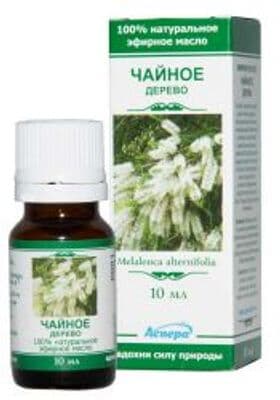 100% натуральное
эфирное масло
ЧАЙНОЕ
ДЕРЕВО
Melaleuca alternifolia
10 мл
Аспера
вдохни силу природы
ЧАЙНОЕ
ДЕРЕВО
100% натуральное
эфирное масло
10 мл